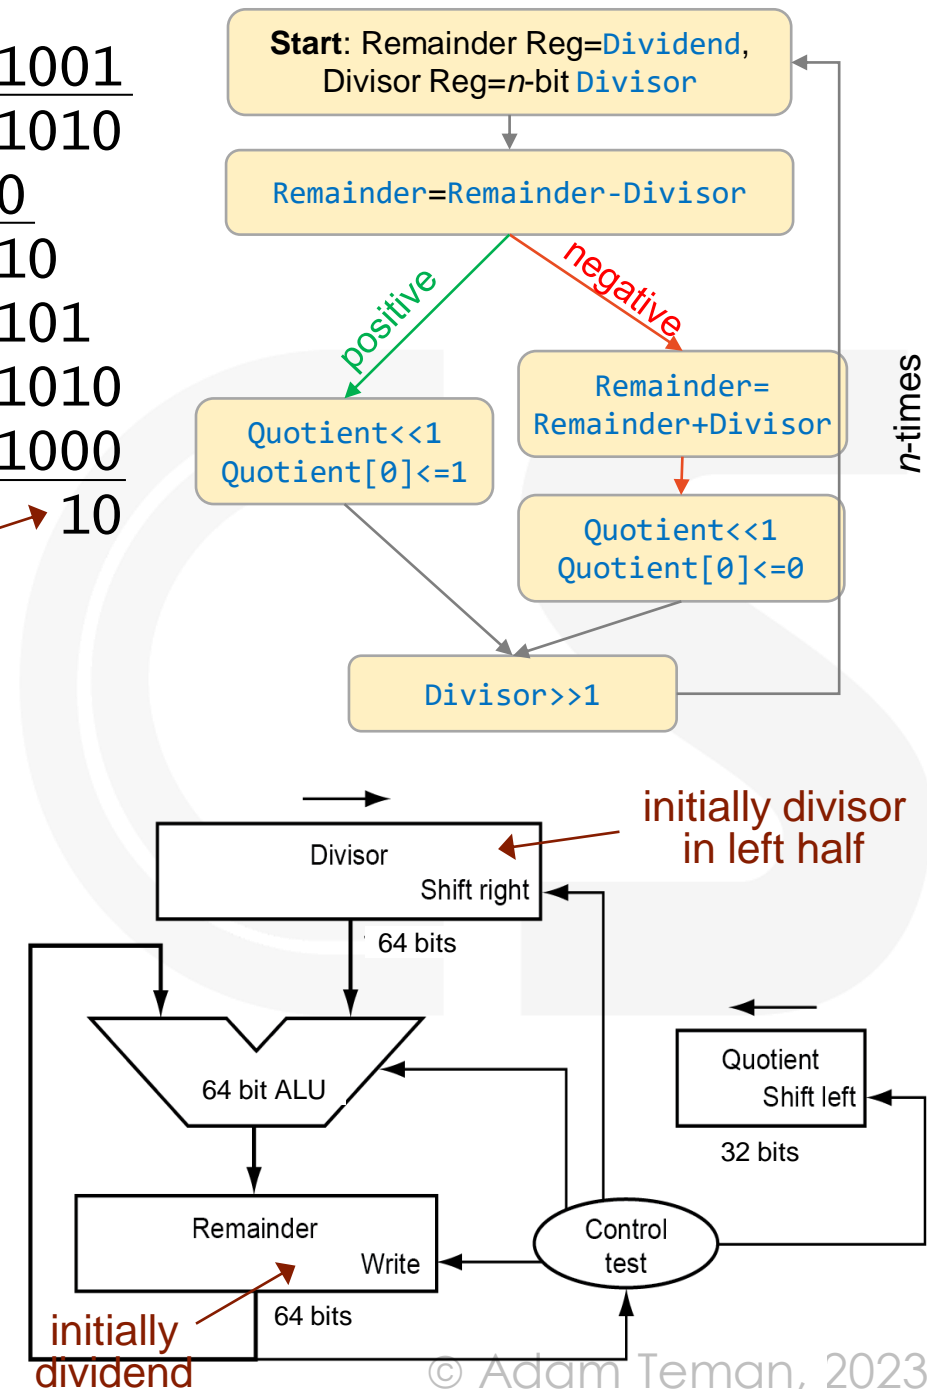 1001
1010
0
10
101
1010
1000
10
Start: Remainder Reg=Dividend,
Divisor Reg=n-bit Divisor
Remainder=Remainder-Divisor
positive
negative
Quotient<<1
Quotient[0]<=1
Remainder=
Remainder+Divisor
Quotient<<1
Quotient[0]<=0
n-times
Divisor>>1
initially divisor
in left half
Divisor
Shift right
64 bits
64 bit ALU
Quotient
Shift left
32 bits
Remainder
Write
Control
test
64 bits
initially
dividend
© Adam Teman, 2023